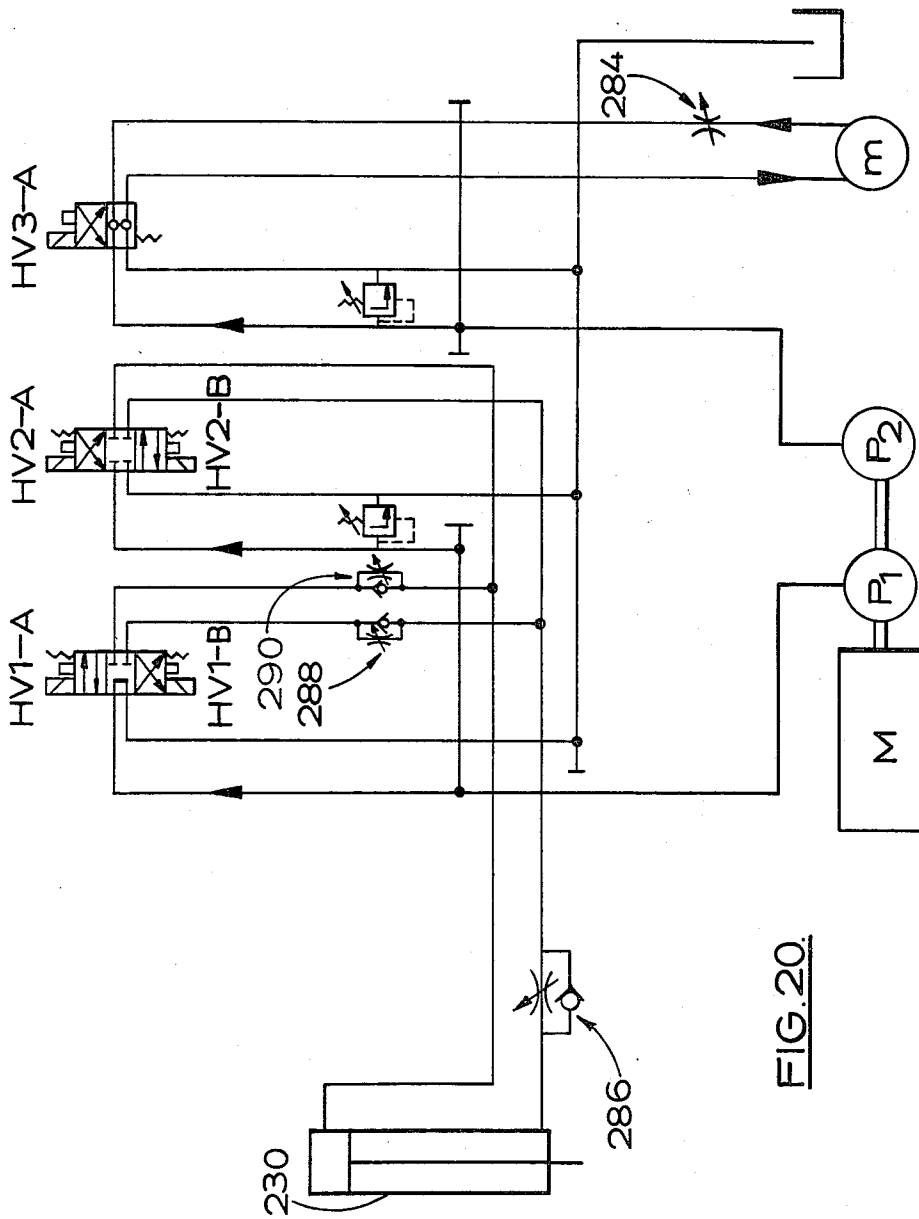 HV1-A
HV2-A
HV3-A
HV1-B
HV2-B
290
288
284
230
286
M
P1
P2
m
FIG. 20.